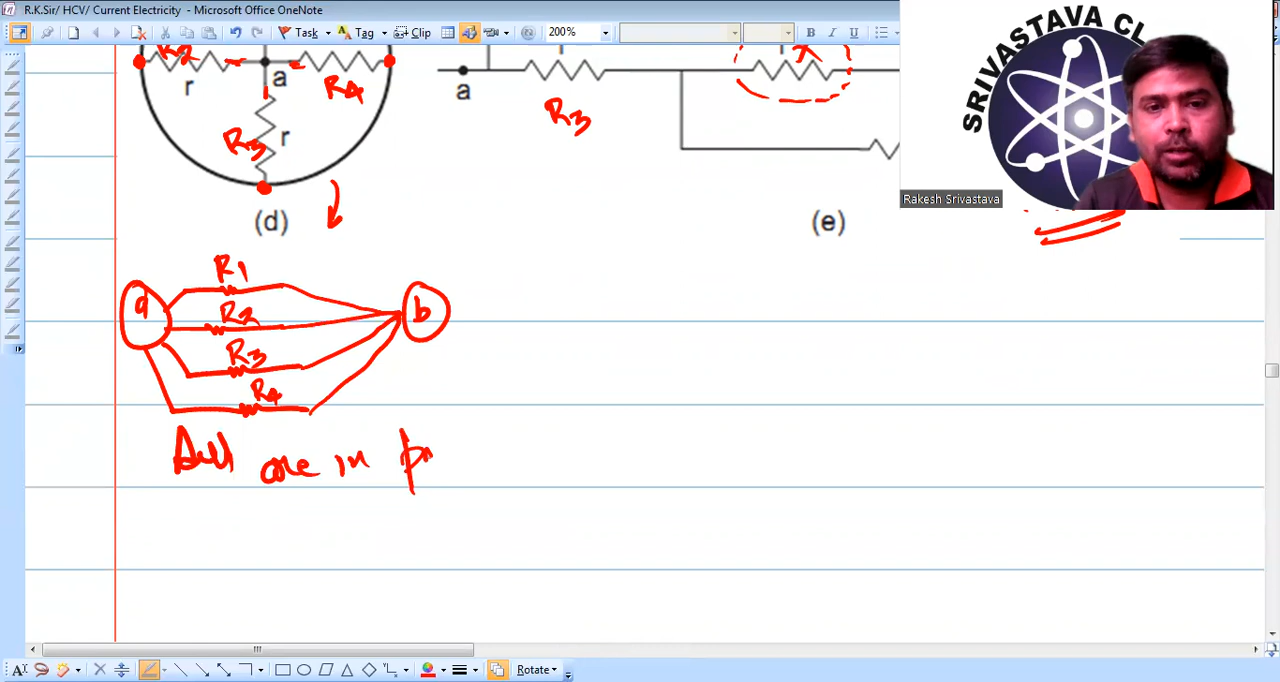 R.K.Sir/ HCV/ Current Electricity - Microsoft Office OneNote
Task
Tag
Clip
200%
B I U
SRIVASTAVA CL
Rakesh Srivastava
R2
a
R4
r
R3
r
(d)
a
R3
(e)
a
R1
R2
R3
R4
b
All are in
Rotate